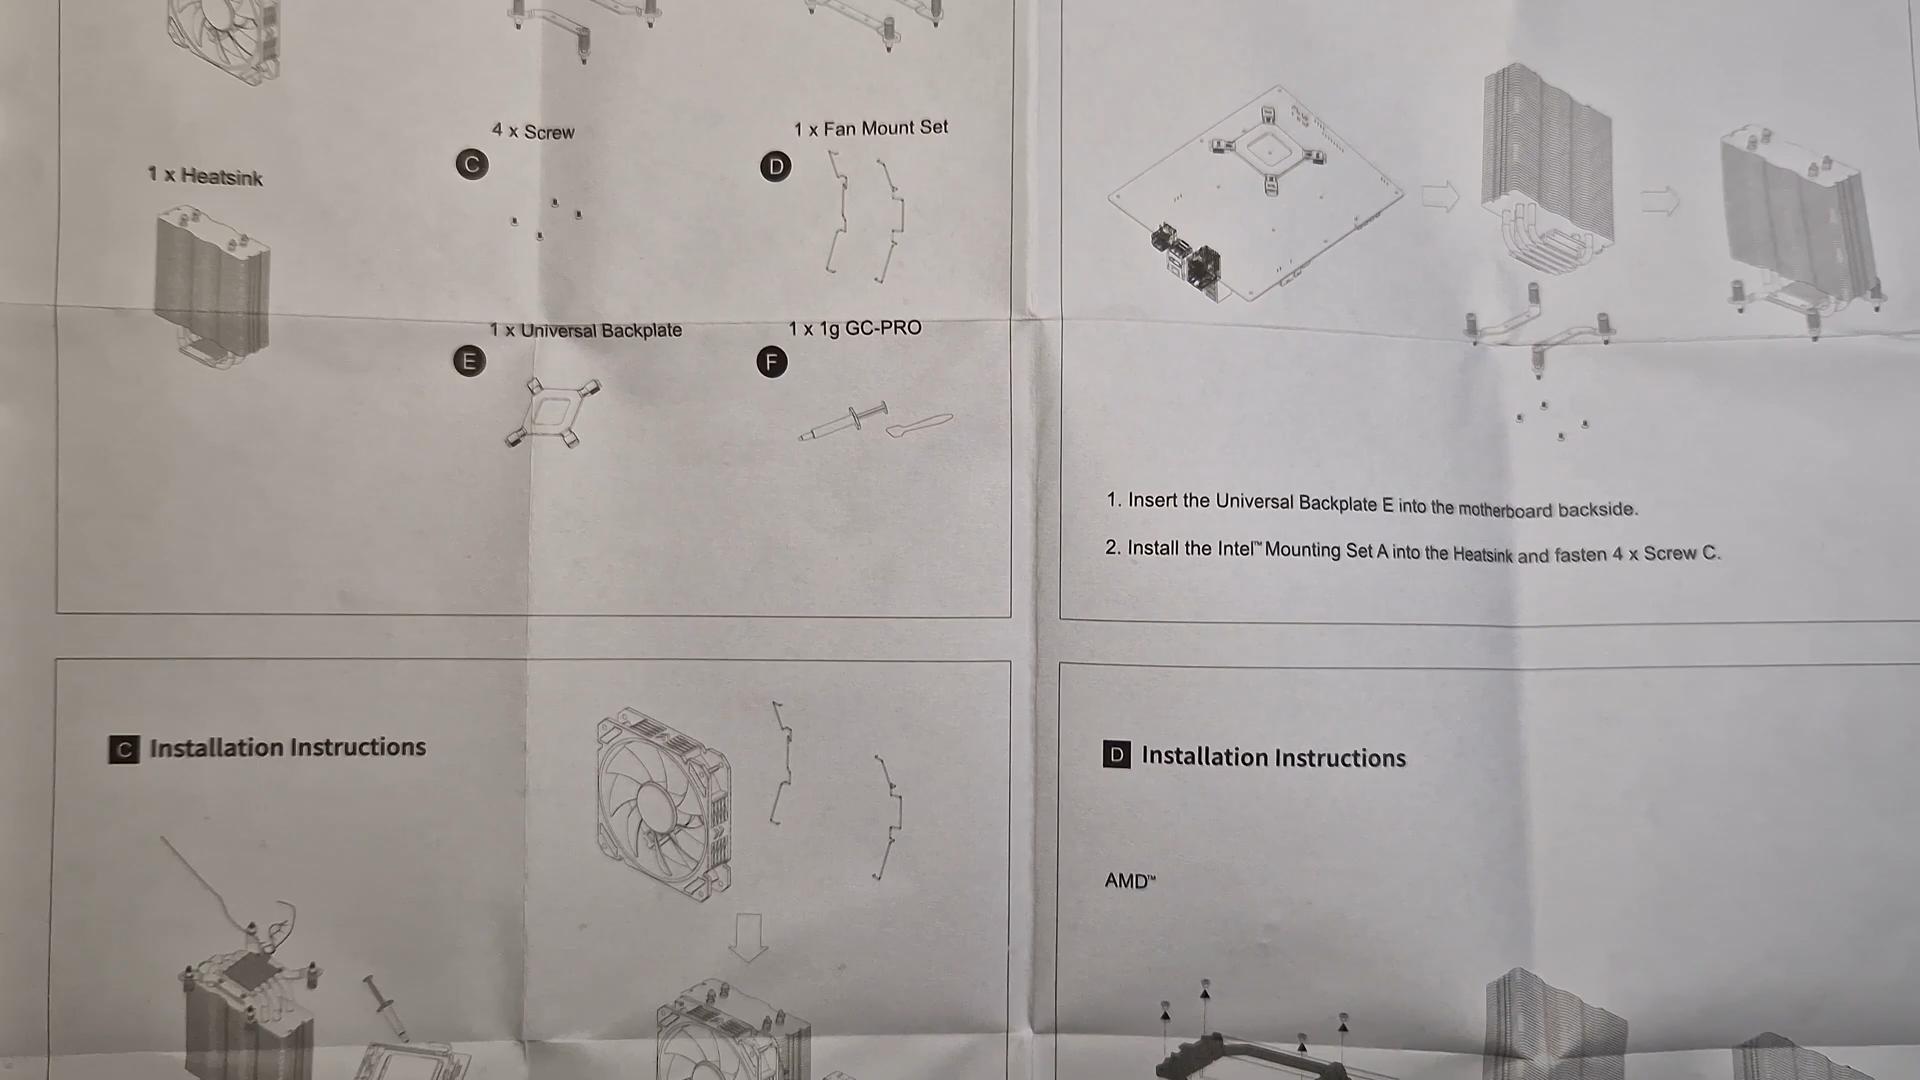 4 x Screw
C
1 x Fan Mount Set
D
1 x Heatsink
1 x Universal Backplate
E
1 x 1g GC-PRO
F
1. Insert the Universal Backplate E into the motherboard backside.
2. Install the Intel™ Mounting Set A into the Heatsink and fasten 4 x Screw C.
C Installation Instructions
D Installation Instructions
AMD™